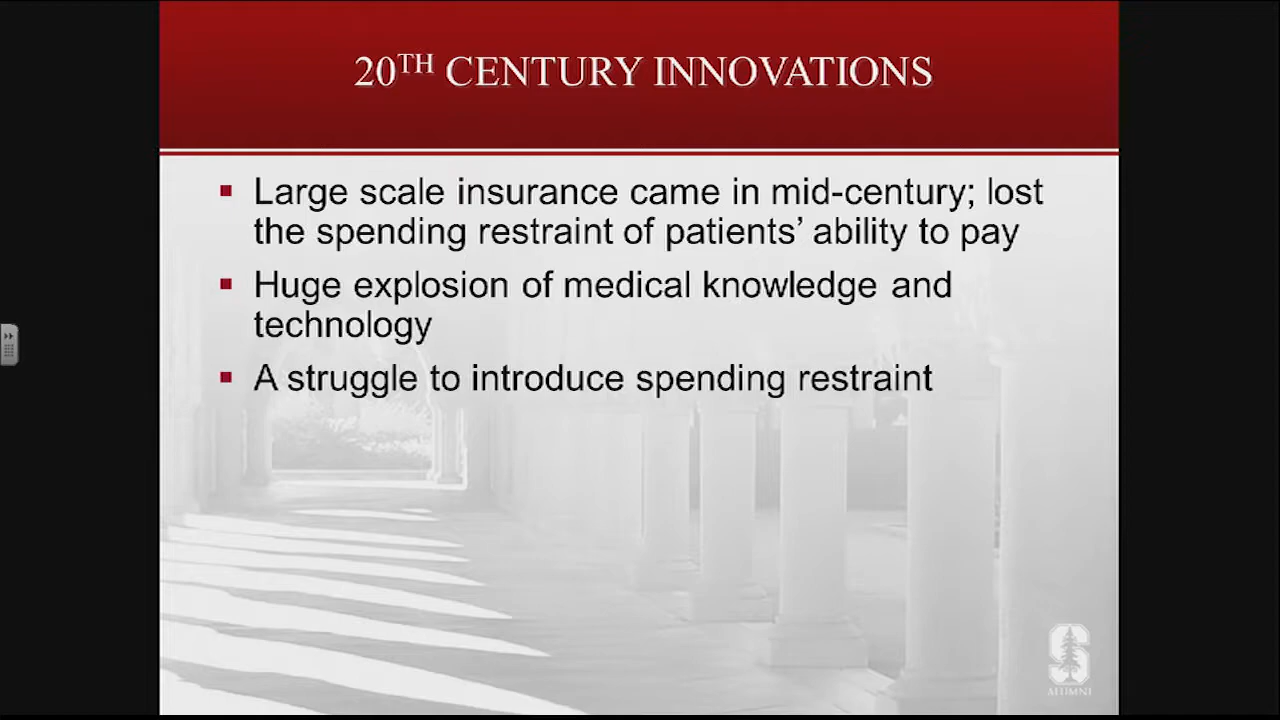 20TH CENTURY INNOVATIONS
Large scale insurance came in mid-century; lost
the spending restraint of patients’ ability to pay
Huge explosion of medical knowledge and
technology
A struggle to introduce spending restraint
S
ALUMNI